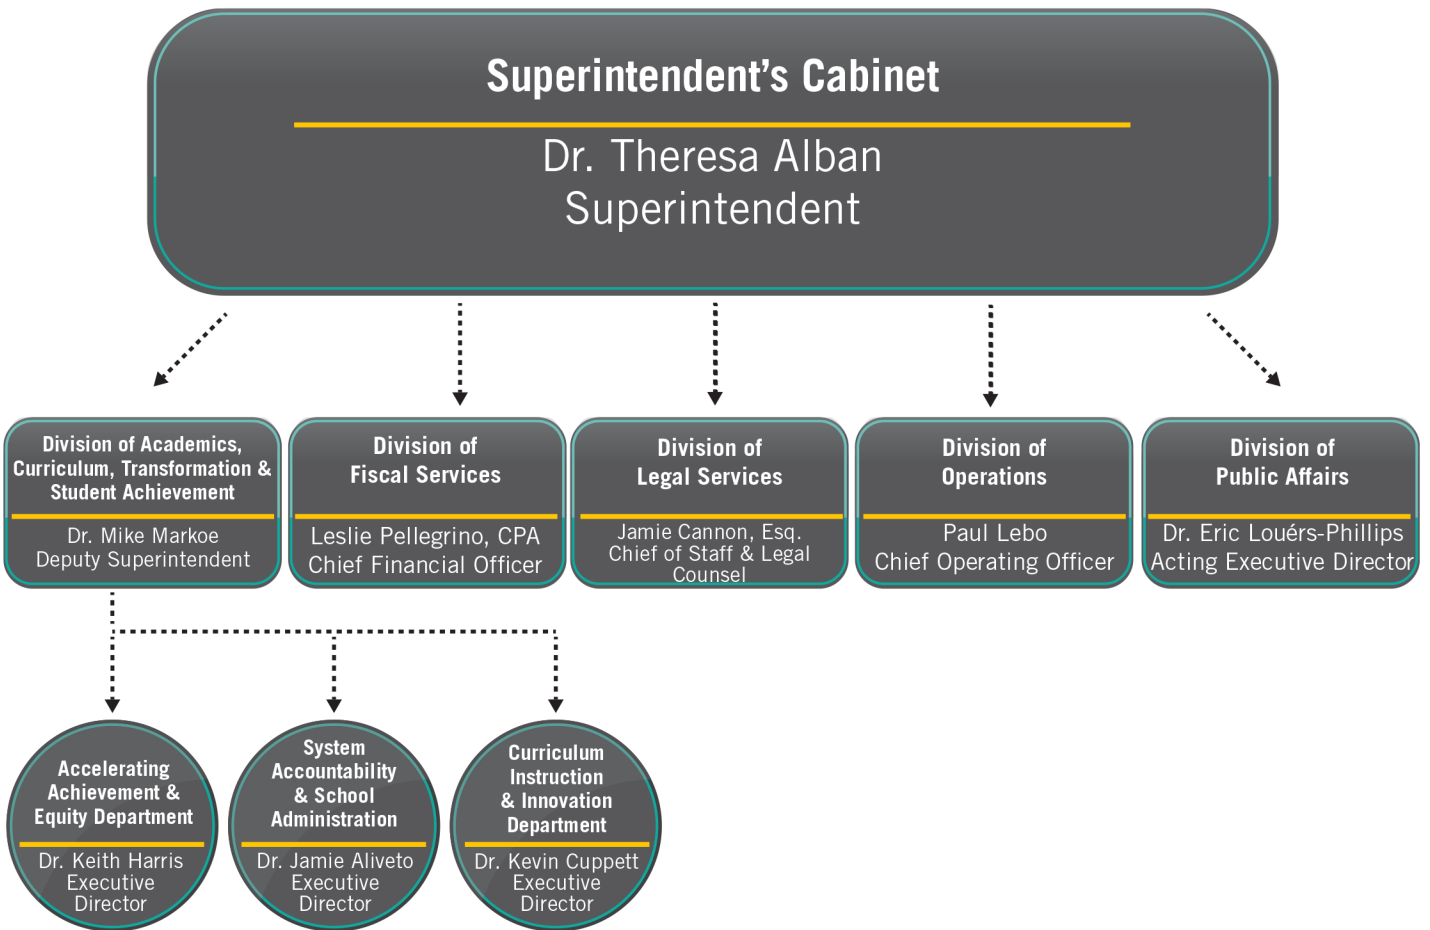 Superintendent’s Cabinet
Dr. Theresa Alban
Superintendent
Division of Academics,
Curriculum, Transformation &
Student Achievement
Dr. Mike Markoe
Deputy Superintendent
Division of
Fiscal Services
Leslie Pellegrino, CPA
Chief Financial Officer
Division of
Legal Services
Jamie Cannon, Esq.
Chief of Staff & Legal
Counsel
Division of
Operations
Paul Lebo
Chief Operating Officer
Division of
Public Affairs
Dr. Eric Louérs-Phillips
Acting Executive Director
Accelerating
Achievement &
Equity Department
Dr. Keith Harris
Executive
Director
System
Accountability
& School
Administration
Dr. Jamie Aliveto
Executive
Director
Curriculum
Instruction
& Innovation
Department
Dr. Kevin Cuppett
Executive
Director